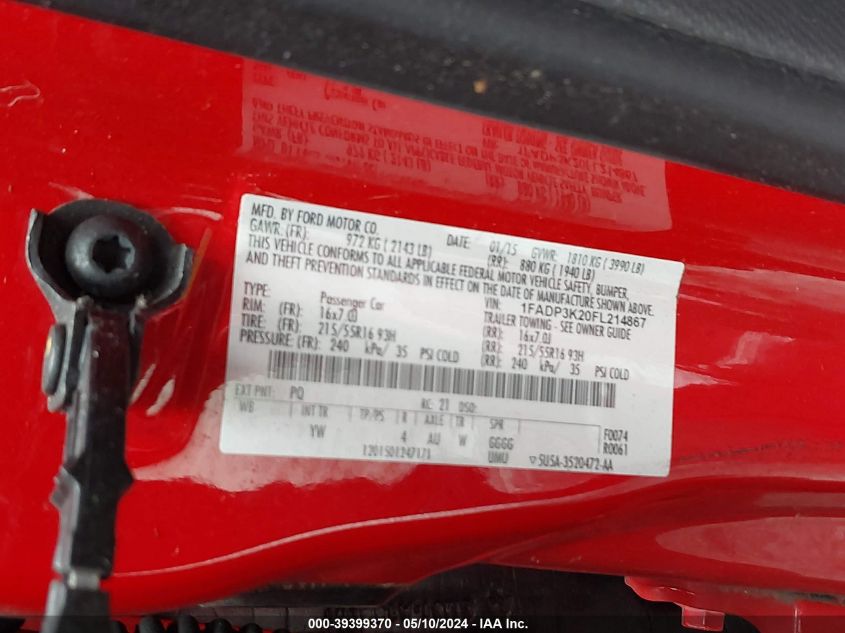 MFD. BY FORD MOTOR CO.
DATE: 01/15 GVWR: 1810 KG ( 3990 LB)
GAWR: (FR): 972 KG ( 2143 LB) (RR): 880 KG ( 1940 LB)
THIS VEHICLE CONFORMS TO ALL APPLICABLE FEDERAL MOTOR VEHICLE SAFETY, BUMPER,
AND THEFT PREVENTION STANDARDS IN EFFECT ON THE DATE OF MANUFACTURE SHOWN ABOVE.
VIN: 1FADP3K20FL214867
TYPE: Passenger Car TRAILER TOWING - SEE OWNER GUIDE
RIM: (FR): 16x7.0J (RR): 16x7.0J
TIRE: (FR): 215/55R16 93H (RR): 215/55R16 93H
PRESSURE: (FR): 240 kPa/ 35 PSI COLD (RR): 240 kPa/ 35 PSI COLD
EXT PNT: PQ RC: 21 DSO:
WB INT TR TP/PS R AXLE TR SPR
YW 4 AU W GGGG F0074
UMU R0061
1201501247171 5USA-3520472-AA
000-39399370 - 05/10/2024 - IAA Inc.